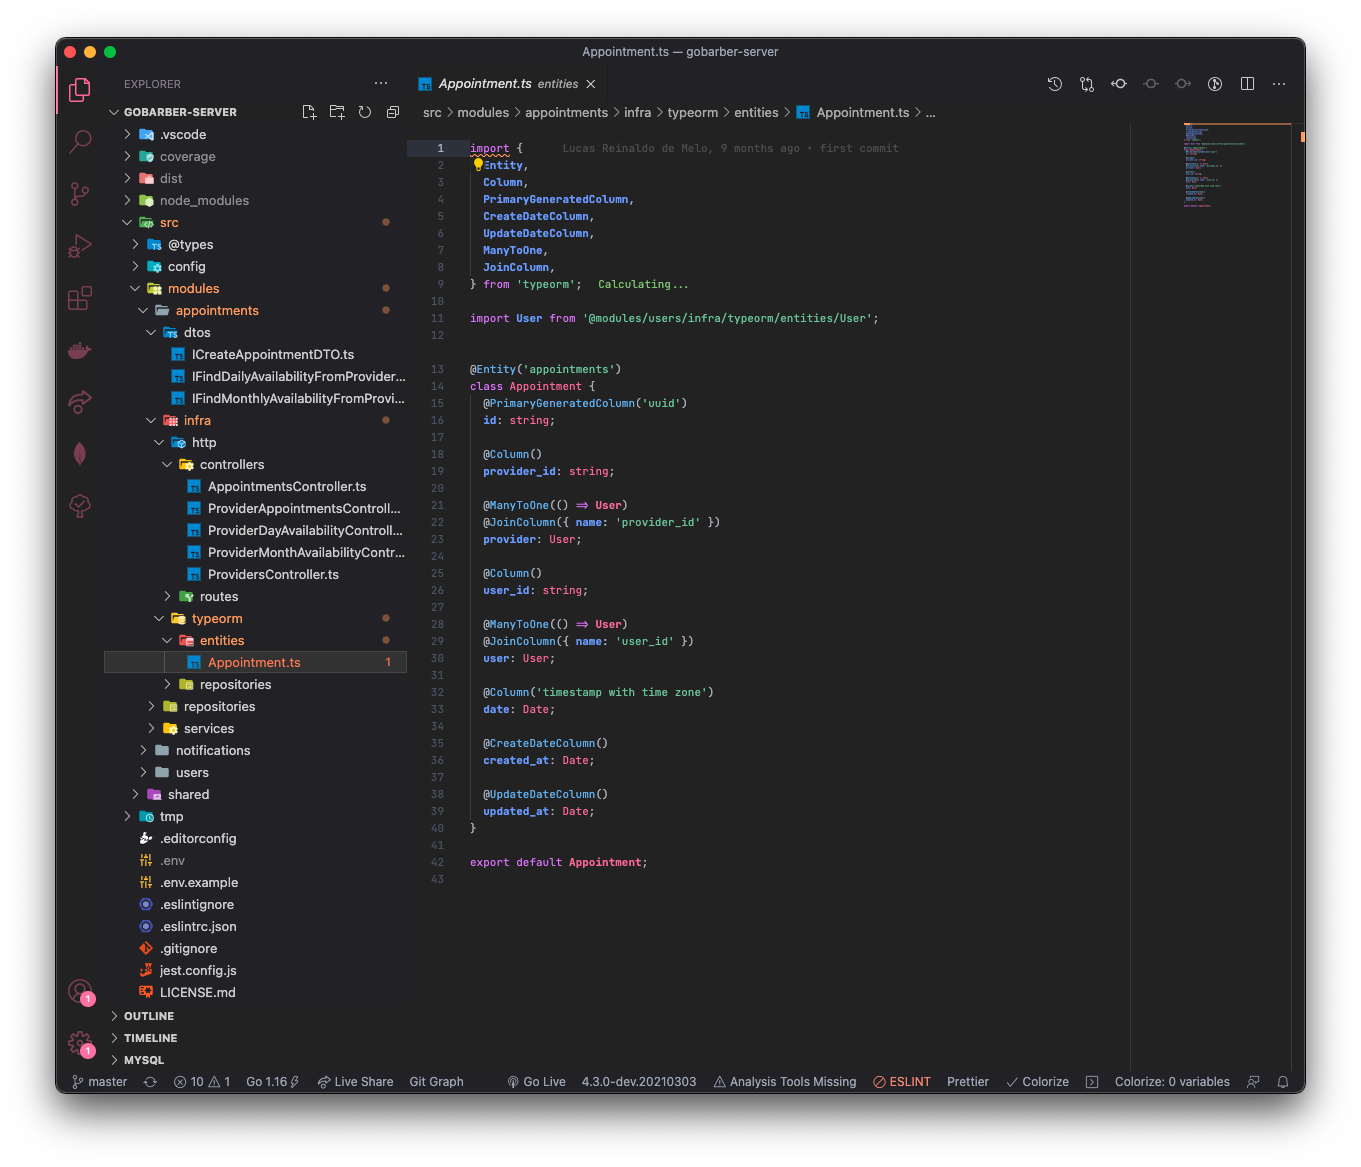 Appointment.ts — gobarber-server
EXPLORER
GOBARBER-SERVER
.vscode
coverage
dist
node_modules
src
@types
config
modules
appointments
dtos
ICreateAppointmentDTO.ts
IFindDailyAvailabilityFromProvider...
IFindMonthlyAvailabilityFromProvi...
infra
http
controllers
AppointmentsController.ts
ProviderAppointmentsControll...
ProviderDayAvailabilityControll...
ProviderMonthAvailabilityContr...
ProvidersController.ts
routes
typeorm
entities
Appointment.ts 1
repositories
repositories
services
notifications
users
shared
tmp
.editorconfig
.env
.env.example
.eslintignore
.eslintrc.json
.gitignore
jest.config.js
LICENSE.md
OUTLINE
TIMELINE
MYSQL
1
1
Appointment.ts entities
src > modules > appointments > infra > typeorm > entities > Appointment.ts > ...
1 import { Lucas Reinaldo de Melo, 9 months ago • first commit
2 Entity,
3 Column,
4 PrimaryGeneratedColumn,
5 CreateDateColumn,
6 UpdateDateColumn,
7 ManyToOne,
8 JoinColumn,
9 } from 'typeorm'; Calculating...
10
11 import User from '@modules/users/infra/typeorm/entities/User';
12
13 @Entity('appointments')
14 class Appointment {
15 @PrimaryGeneratedColumn('uuid')
16 id: string;
17
18 @Column()
19 provider_id: string;
20
21 @ManyToOne(() => User)
22 @JoinColumn({ name: 'provider_id' })
23 provider: User;
24
25 @Column()
26 user_id: string;
27
28 @ManyToOne(() => User)
29 @JoinColumn({ name: 'user_id' })
30 user: User;
31
32 @Column('timestamp with time zone')
33 date: Date;
34
35 @CreateDateColumn()
36 created_at: Date;
37
38 @UpdateDateColumn()
39 updated_at: Date;
40 }
41
42 export default Appointment;
43
master 10 1 Go 1.16 Live Share Git Graph Go Live 4.3.0-dev.20210303 Analysis Tools Missing ESLINT Prettier Colorize Colorize: 0 variables